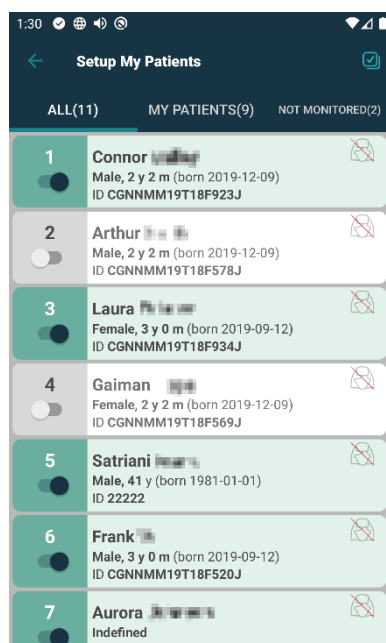 1:30
Setup My Patients
ALL(11) MY PATIENTS(9) NOT MONITORED(2)
1
Connor
Male, 2 y 2 m (born 2019-12-09)
ID CGNNMM19T18F923J
2
Arthur
Male, 2 y 2 m (born 2019-12-09)
ID CGNNMM19T18F578J
3
Laura
Female, 3 y 0 m (born 2019-09-12)
ID CGNNMM19T18F934J
4
Gaiman
Female, 2 y 2 m (born 2019-12-09)
ID CGNNMM19T18F569J
5
Satriani
Male, 41 y (born 1981-01-01)
ID 22222
6
Frank
Male, 3 y 0 m (born 2019-09-12)
ID CGNNMM19T18F520J
7
Aurora
Indefined